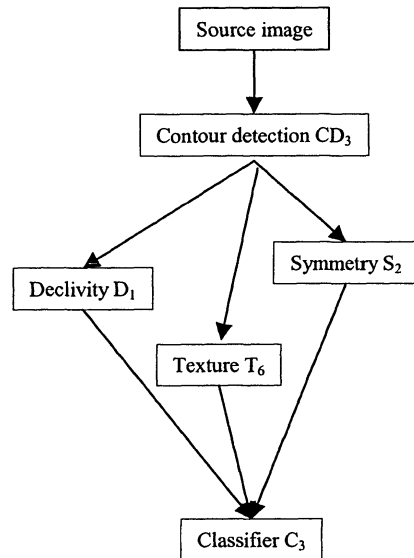 Source image
Contour detection CD₃
Symmetry S₂
Declivity D₁
Texture T₆
Classifier C₃